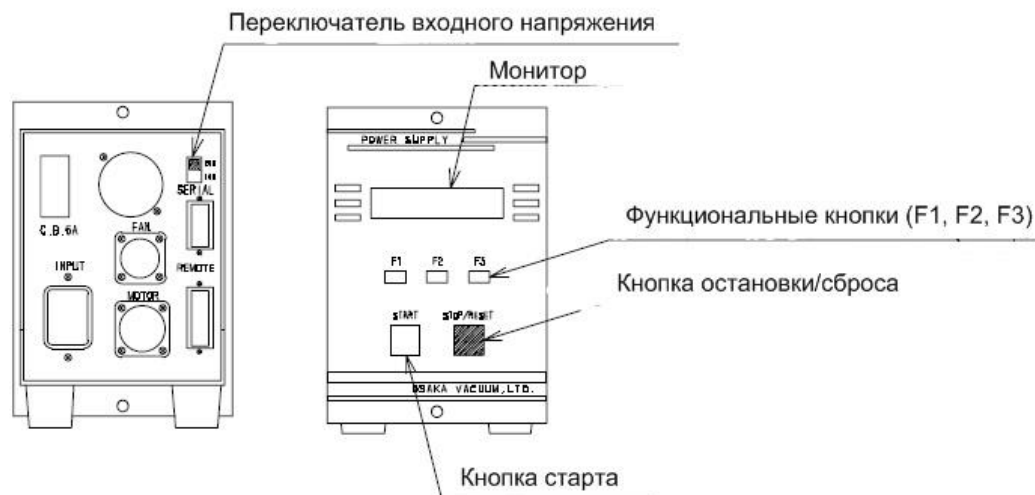 Переключатель входного напряжения
Монитор
POWER SUPPLY
SERIAL
C.B.6A
FAN
Функциональные кнопки (F1, F2, F3)
INPUT
REMOTE
F1 F2 F3
Кнопка остановки/сброса
MOTOR
START STOP/RESET
OSAKA VACUUM,LTD.
Кнопка старта